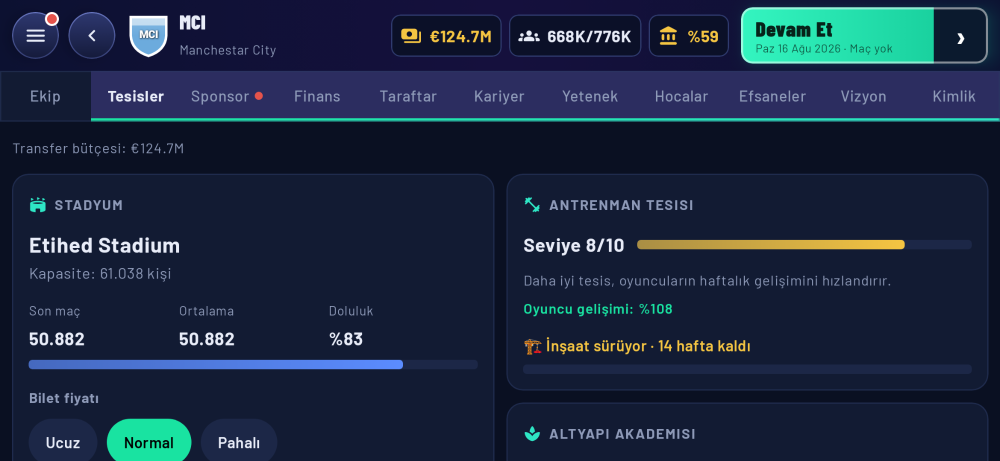 MCI
MCI
Manchestar City
€124.7M
668K/776K
%59
Devam Et
Paz 16 Ağu 2026 · Maç yok
Ekip
Tesisler
Sponsor
Finans
Taraftar
Kariyer
Yetenek
Hocalar
Efsaneler
Vizyon
Kimlik
Transfer bütçesi: €124.7M
STADYUM
Etihed Stadium
Kapasite: 61.038 kişi
Son maç
Ortalama
Doluluk
50.882
50.882
%83
Bilet fiyatı
Ucuz
Normal
Pahalı
ANTRENMAN TESISI
Seviye 8/10
Daha iyi tesis, oyuncuların haftalık gelişimini hızlandırır.
Oyuncu gelişimi: %108
İnşaat sürüyor · 14 hafta kaldı
ALTYAPI AKADEMISI